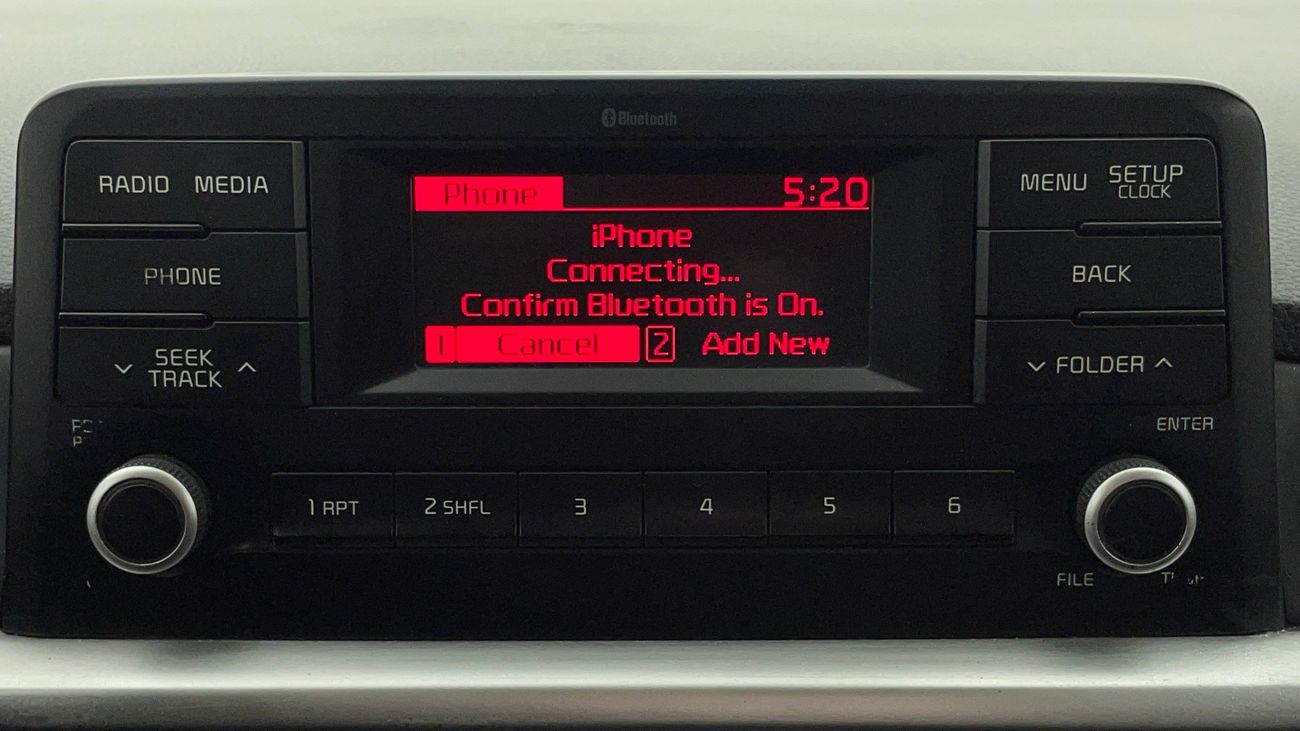 Bluetooth
RADIO MEDIA
PHONE
SEEK
TRACK
Phone 5:20
iPhone
Connecting...
Confirm Bluetooth is On.
1 Cancel 2 Add New
MENU SETUP
CLOCK
BACK
FOLDER
ENTER
1 RPT 2 SHFL 3 4 5 6
FILE